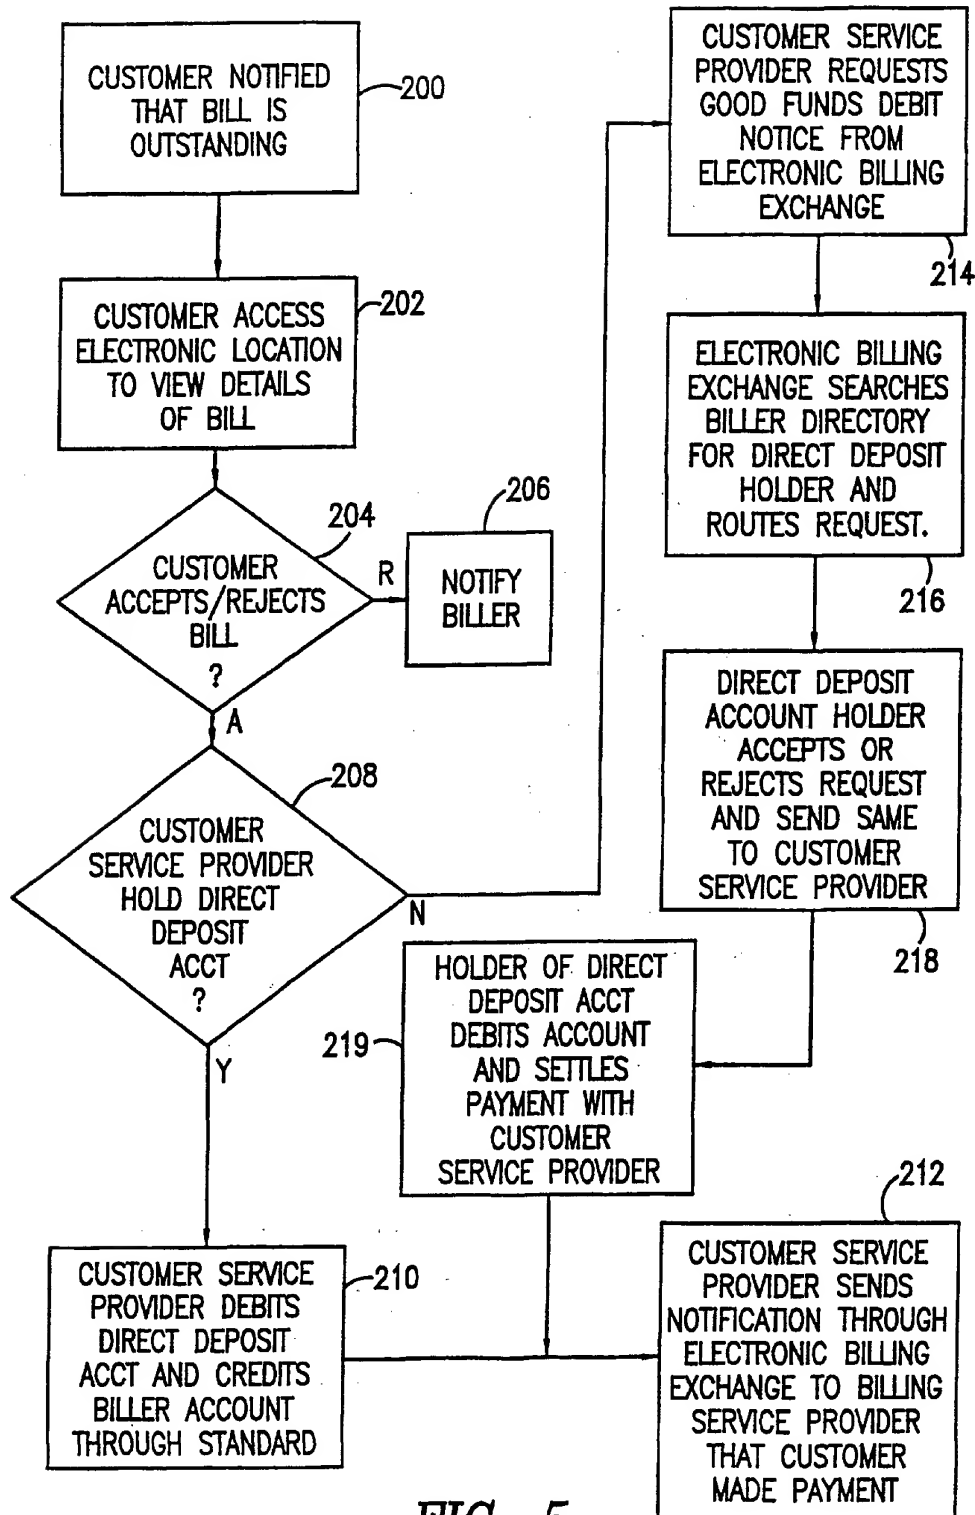 CUSTOMER NOTIFIED
THAT BILL IS
OUTSTANDING
200
CUSTOMER ACCESS
ELECTRONIC LOCATION
TO VIEW DETAILS
OF BILL
202
CUSTOMER
ACCEPTS/REJECTS
BILL
?
204
R
A
NOTIFY
BILLER
206
CUSTOMER
SERVICE PROVIDER
HOLD DIRECT
DEPOSIT
ACCT
?
208
N
Y
CUSTOMER SERVICE
PROVIDER DEBITS
DIRECT DEPOSIT
ACCT AND CREDITS
BILLER ACCOUNT
THROUGH STANDARD
210
CUSTOMER SERVICE
PROVIDER REQUESTS
GOOD FUNDS DEBIT
NOTICE FROM
ELECTRONIC BILLING
EXCHANGE
214
ELECTRONIC BILLING
EXCHANGE SEARCHES
BILLER DIRECTORY
FOR DIRECT DEPOSIT
HOLDER AND
ROUTES REQUEST.
216
DIRECT DEPOSIT
ACCOUNT HOLDER
ACCEPTS OR
REJECTS REQUEST
AND SEND SAME
TO CUSTOMER
SERVICE PROVIDER
218
HOLDER OF DIRECT
DEPOSIT ACCT
DEBITS ACCOUNT
AND SETTLES
PAYMENT WITH
CUSTOMER
SERVICE PROVIDER
219
CUSTOMER SERVICE
PROVIDER SENDS
NOTIFICATION THROUGH
ELECTRONIC BILLING
EXCHANGE TO BILLING
SERVICE PROVIDER
THAT CUSTOMER
MADE PAYMENT
212
FIG. 5